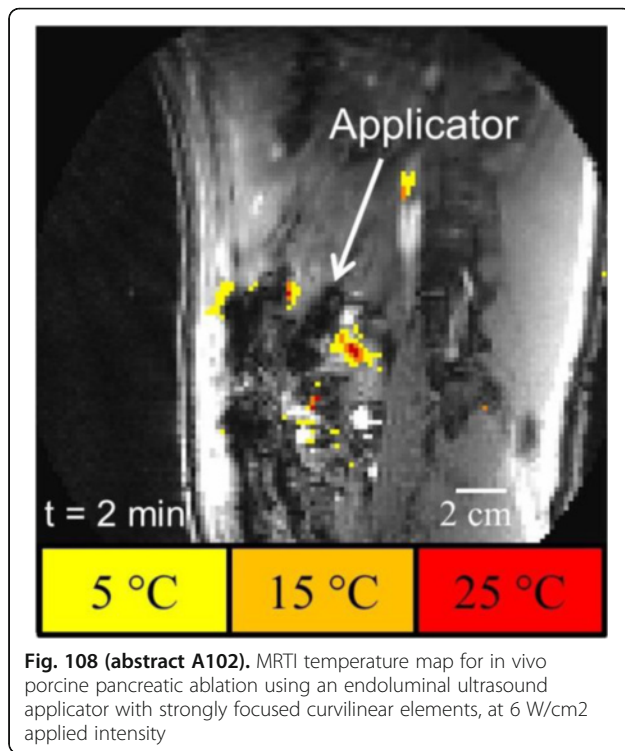 Applicator
t = 2 min
2 cm
5 °C 15 °C 25 °C
Fig. 108 (abstract A102). MRTI temperature map for in vivo
porcine pancreatic ablation using an endoluminal ultrasound
applicator with strongly focused curvilinear elements, at 6 W/cm2
applied intensity